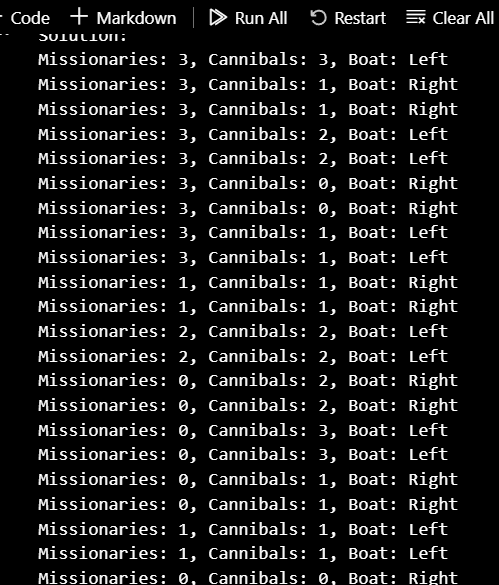 Code + Markdown Run All Restart Clear All
Solution:
Missionaries: 3, Cannibals: 3, Boat: Left
Missionaries: 3, Cannibals: 1, Boat: Right
Missionaries: 3, Cannibals: 1, Boat: Right
Missionaries: 3, Cannibals: 2, Boat: Left
Missionaries: 3, Cannibals: 2, Boat: Left
Missionaries: 3, Cannibals: 0, Boat: Right
Missionaries: 3, Cannibals: 0, Boat: Right
Missionaries: 3, Cannibals: 1, Boat: Left
Missionaries: 3, Cannibals: 1, Boat: Left
Missionaries: 1, Cannibals: 1, Boat: Right
Missionaries: 1, Cannibals: 1, Boat: Right
Missionaries: 2, Cannibals: 2, Boat: Left
Missionaries: 2, Cannibals: 2, Boat: Left
Missionaries: 0, Cannibals: 2, Boat: Right
Missionaries: 0, Cannibals: 2, Boat: Right
Missionaries: 0, Cannibals: 3, Boat: Left
Missionaries: 0, Cannibals: 3, Boat: Left
Missionaries: 0, Cannibals: 1, Boat: Right
Missionaries: 0, Cannibals: 1, Boat: Right
Missionaries: 1, Cannibals: 1, Boat: Left
Missionaries: 1, Cannibals: 1, Boat: Left
Missionaries: 0, Cannibals: 0, Boat: Right